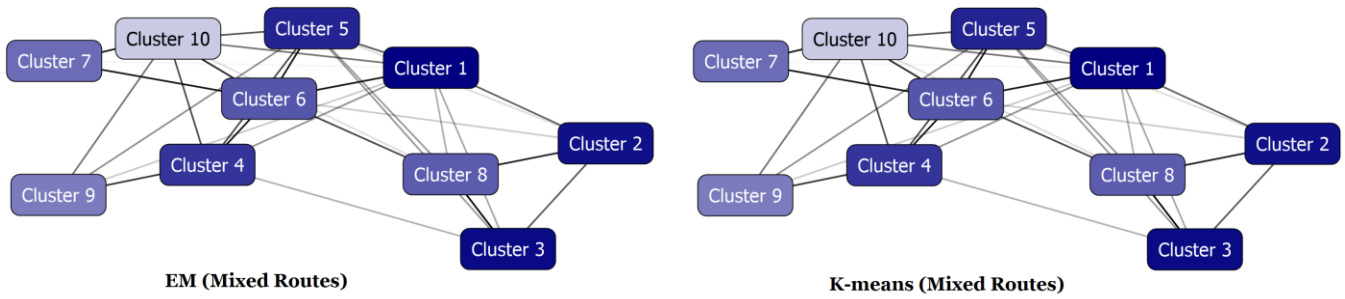 Cluster 5
Cluster 10
Cluster 7
Cluster 1
Cluster 6
Cluster 2
Cluster 4
Cluster 8
Cluster 9
Cluster 3
EM (Mixed Routes)
Cluster 5
Cluster 10
Cluster 7
Cluster 1
Cluster 6
Cluster 2
Cluster 4
Cluster 8
Cluster 9
Cluster 3
K-means (Mixed Routes)